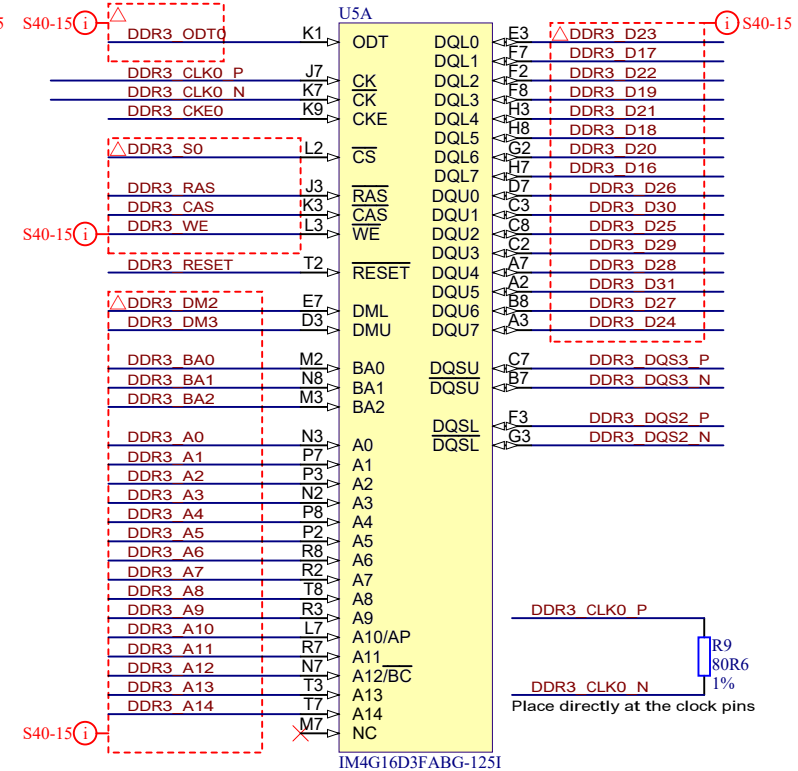 U5A
S40-15 i
DDR3_ODT0 K1 ODT
DDR3_CLK0_P J7 CK
DDR3_CLK0_N K7 CK
DDR3_CKE0 K9 CKE
DDR3_S0 L2 CS
DDR3_RAS J3 RAS
DDR3_CAS K3 CAS
DDR3_WE L3 WE
S40-15 i
DDR3_RESET T2 RESET
DDR3_DM2 E7 DML
DDR3_DM3 D3 DMU
DDR3_BA0 M2 BA0
DDR3_BA1 N8 BA1
DDR3_BA2 M3 BA2
DDR3_A0 N3 A0
DDR3_A1 P7 A1
DDR3_A2 P3 A2
DDR3_A3 N2 A3
DDR3_A4 P8 A4
DDR3_A5 P2 A5
DDR3_A6 R8 A6
DDR3_A7 R2 A7
DDR3_A8 T8 A8
DDR3_A9 R3 A9
DDR3_A10 L7 A10/AP
DDR3_A11 R7 A11
DDR3_A12 N7 A12/BC
DDR3_A13 T3 A13
DDR3_A14 T7 A14
S40-15 i
M7 NC
DQL0 E3 DDR3_D23
DQL1 F7 DDR3_D17
DQL2 F2 DDR3_D22
DQL3 F8 DDR3_D19
DQL4 H3 DDR3_D21
DQL5 H8 DDR3_D18
DQL6 G2 DDR3_D20
DQL7 H7 DDR3_D16
DQU0 D7 DDR3_D26
DQU1 C3 DDR3_D30
DQU2 C8 DDR3_D25
DQU3 C2 DDR3_D29
DQU4 A7 DDR3_D28
DQU5 A2 DDR3_D31
DQU6 B8 DDR3_D27
DQU7 A3 DDR3_D24
i S40-15
DQSU C7 DDR3_DQS3_P
DQSU B7 DDR3_DQS3_N
DQSL F3 DDR3_DQS2_P
DQSL G3 DDR3_DQS2_N
DDR3_CLK0_P
R9
80R6
1%
DDR3_CLK0_N
Place directly at the clock pins
IM4G16D3FABG-125I